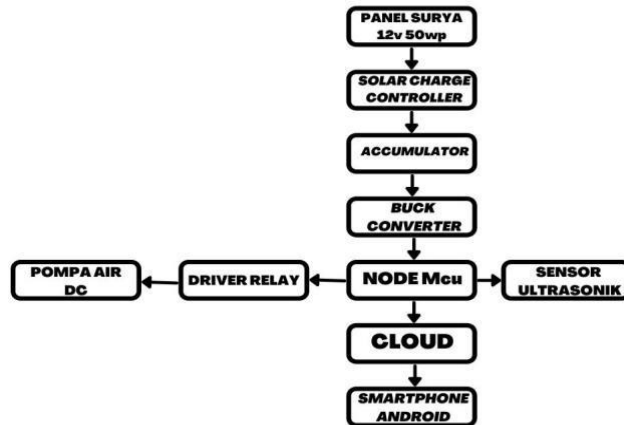 PANEL SURYA
12v 50wp
SOLAR CHARGE
CONTROLLER
ACCUMULATOR
BUCK
CONVERTER
POMPA AIR
DC
DRIVER RELAY
NODE Mcu
SENSOR
ULTRASONIK
CLOUD
SMARTPHONE
ANDROID